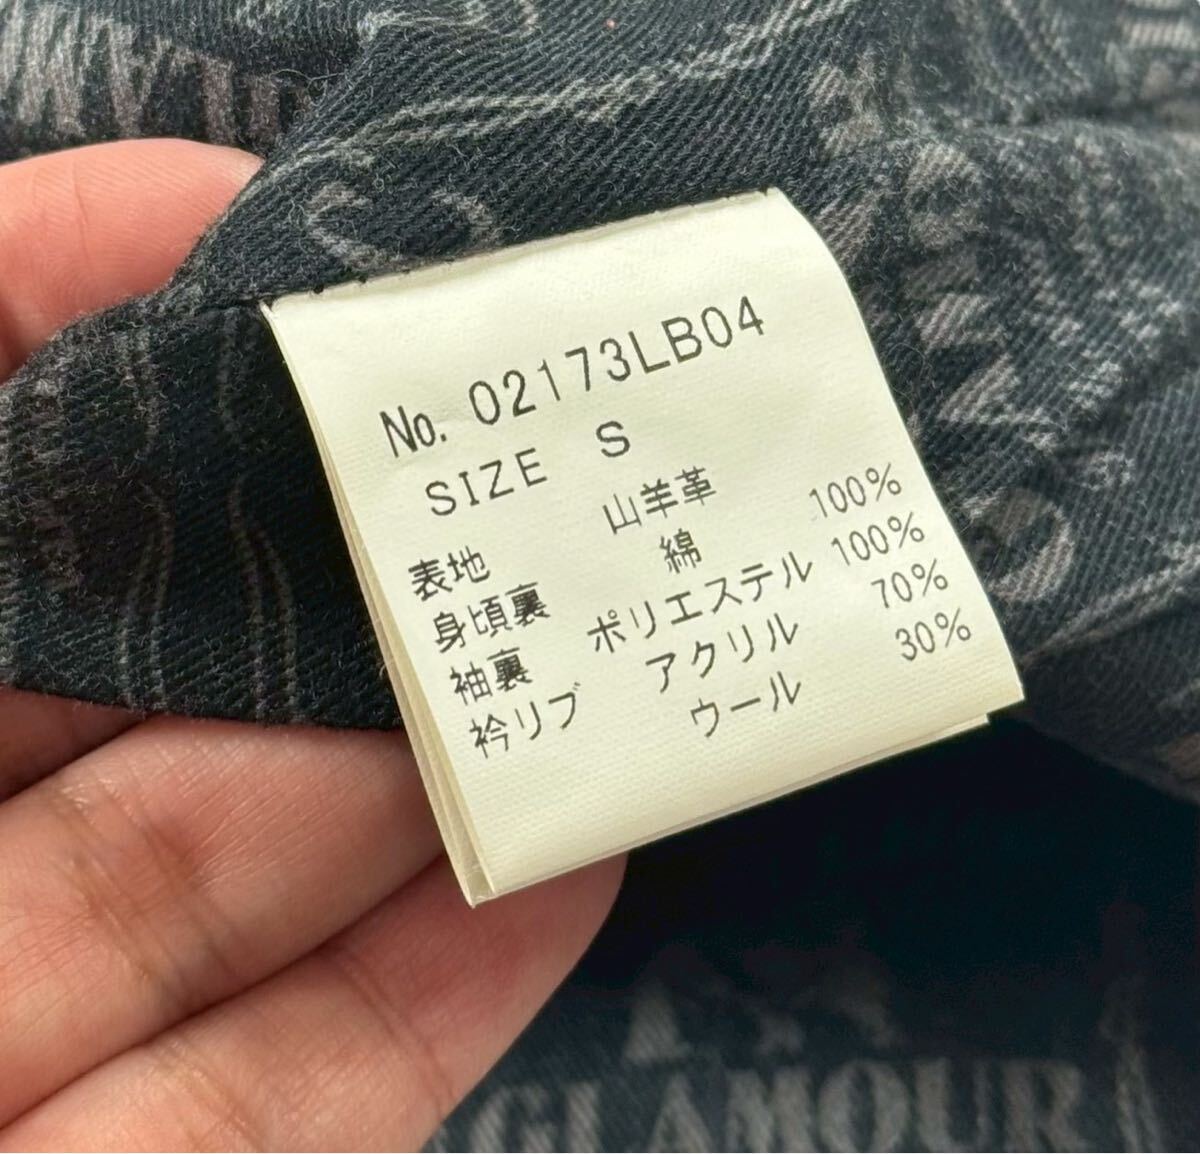 No. 02173LB04
SIZE S
表地 山羊革 100%
身頃裏 綿 100%
袖裏 ポリエステル 70%
衿リブ アクリル 30%
ウール
GLAMOUR